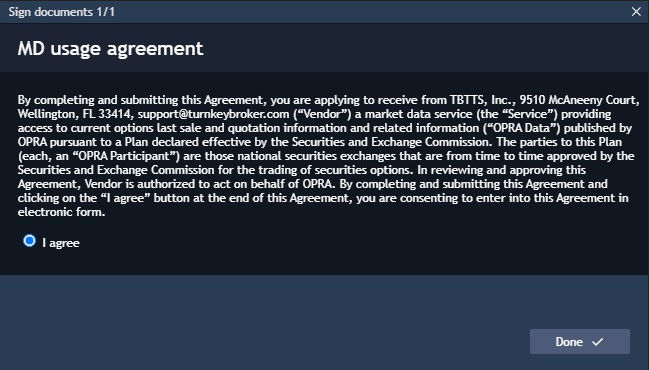 Sign documents 1/1
MD usage agreement
By completing and submitting this Agreement, you are applying to receive from TBTTS, Inc., 9510 McAneeny Court,
Wellington, FL 33414, support@turnkeybroker.com (“Vendor”) a market data service (the “Service”) providing
access to current options last sale and quotation information and related information (“OPRA Data”) published by
OPRA pursuant to a Plan declared effective by the Securities and Exchange Commission. The parties to this Plan
(each, an “OPRA Participant”) are those national securities exchanges that are from time to time approved by the
Securities and Exchange Commission for the trading of securities options. In reviewing and approving this
Agreement, Vendor is authorized to act on behalf of OPRA. By completing and submitting this Agreement and
clicking on the “I agree” button at the end of this Agreement, you are consenting to enter into this Agreement in
electronic form.
I agree
Done